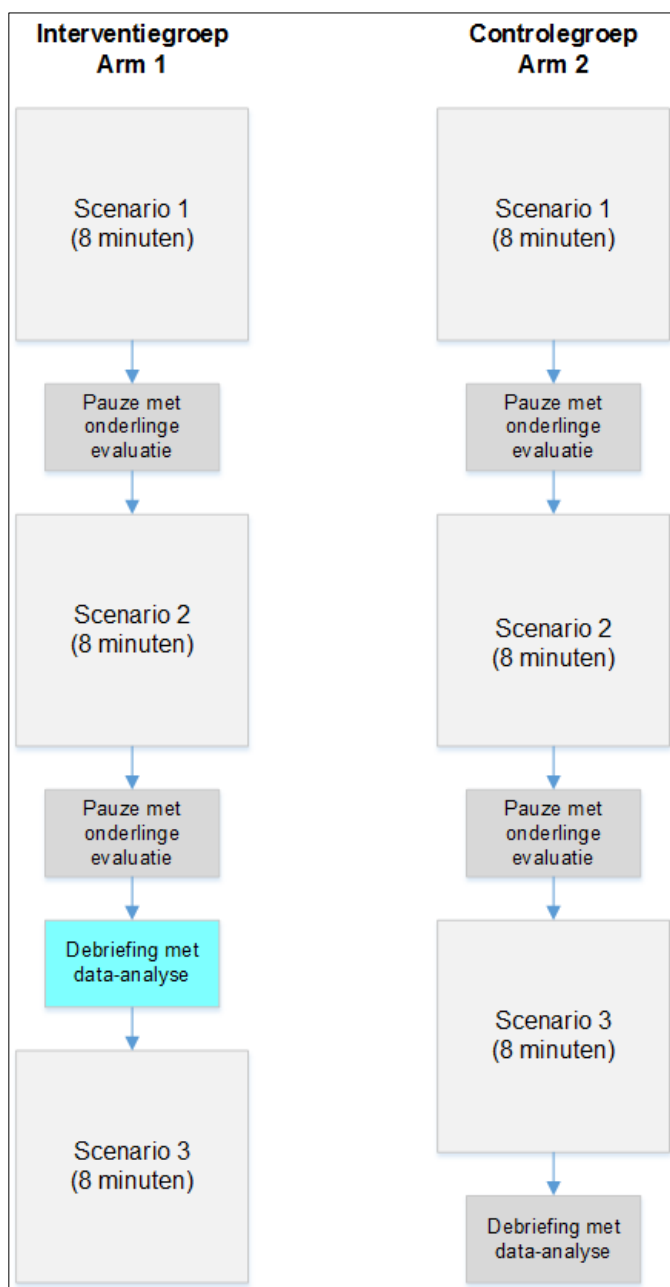 Interventiegroep
Arm 1
Scenario 1
(8 minuten)
Pauze met
onderlinge
evaluatie
Scenario 2
(8 minuten)
Pauze met
onderlinge
evaluatie
Debriefing met
data-analyse
Scenario 3
(8 minuten)
Controlegroep
Arm 2
Scenario 1
(8 minuten)
Pauze met
onderlinge
evaluatie
Scenario 2
(8 minuten)
Pauze met
onderlinge
evaluatie
Scenario 3
(8 minuten)
Debriefing met
data-analyse